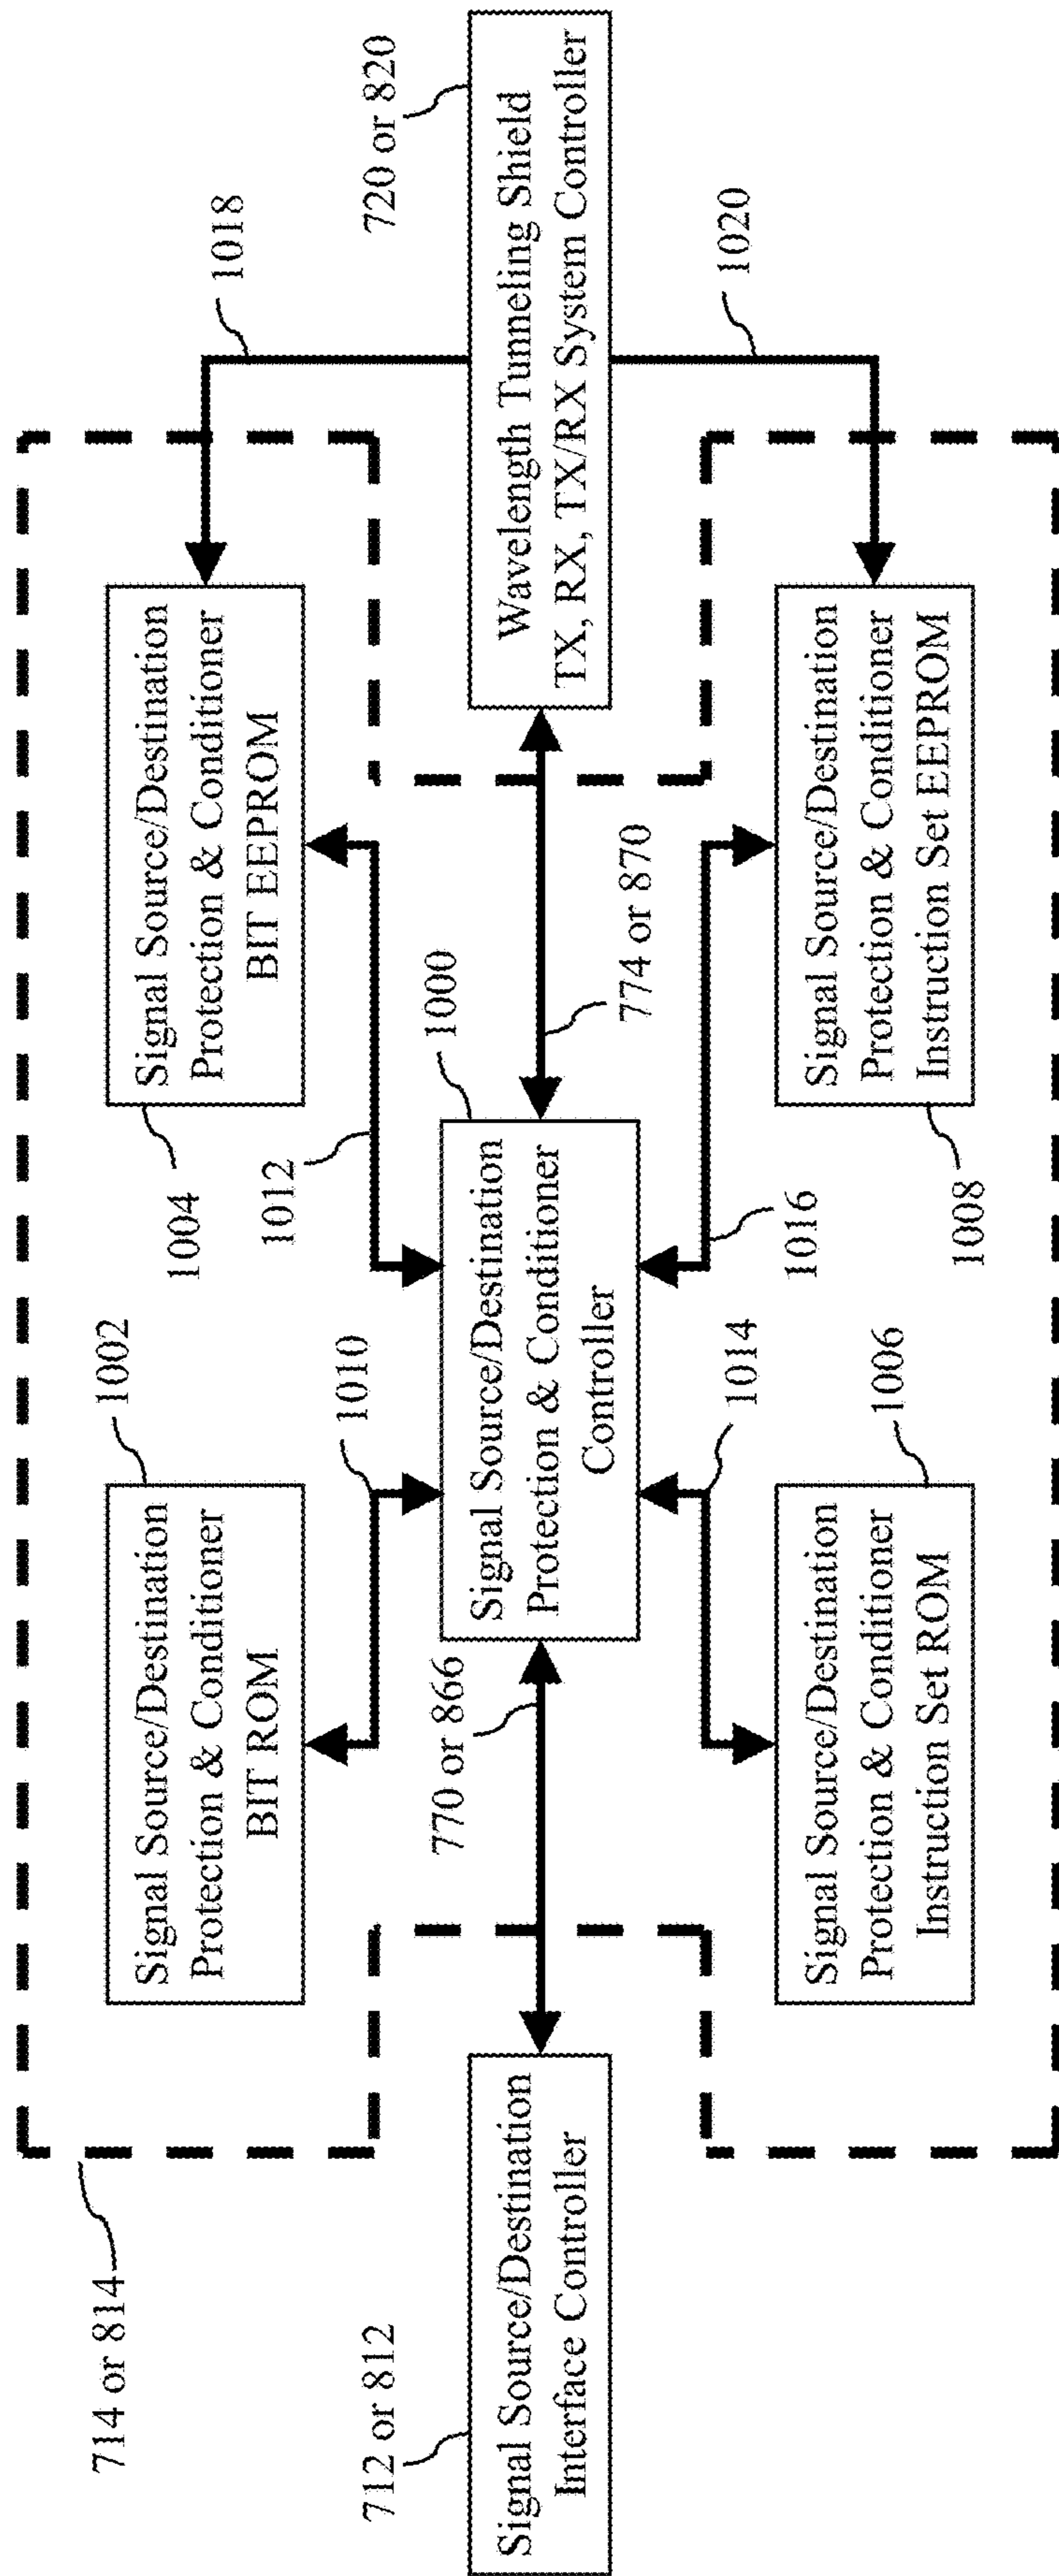 714 or 814
1002
1004
1018
Signal Source/Destination
Protection & Conditioner
BIT ROM
Signal Source/Destination
Protection & Conditioner
BIT EEPROM
1010
1012
712 or 812
770 or 866
1000
720 or 820
Signal Source/Destination
Interface Controller
Signal Source/Destination
Protection & Conditioner
Controller
Wavelength Tunneling Shield
TX, RX, TX/RX System Controller
774 or 870
1014
1016
1020
Signal Source/Destination
Protection & Conditioner
Instruction Set ROM
Signal Source/Destination
Protection & Conditioner
Instruction Set EEPROM
1006
1008